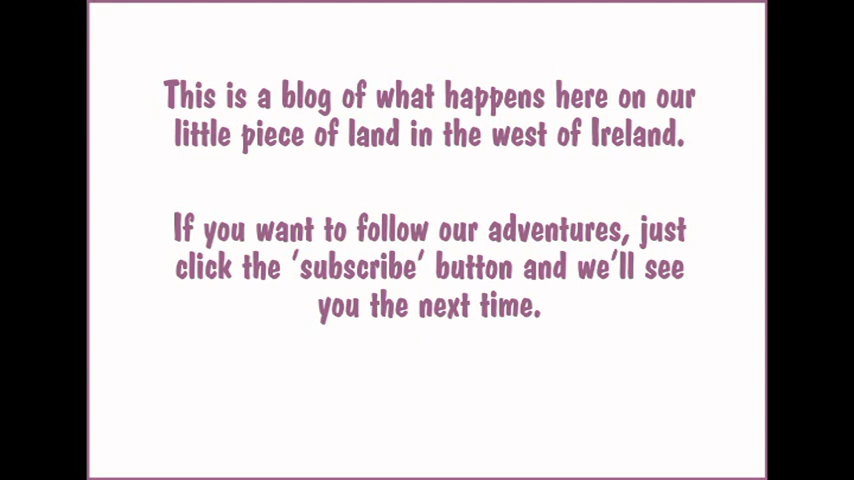 This is a blog of what happens here on our
little piece of land in the west of Ireland.
If you want to follow our adventures, just
click the ‘subscribe’ button and we’ll see
you the next time.